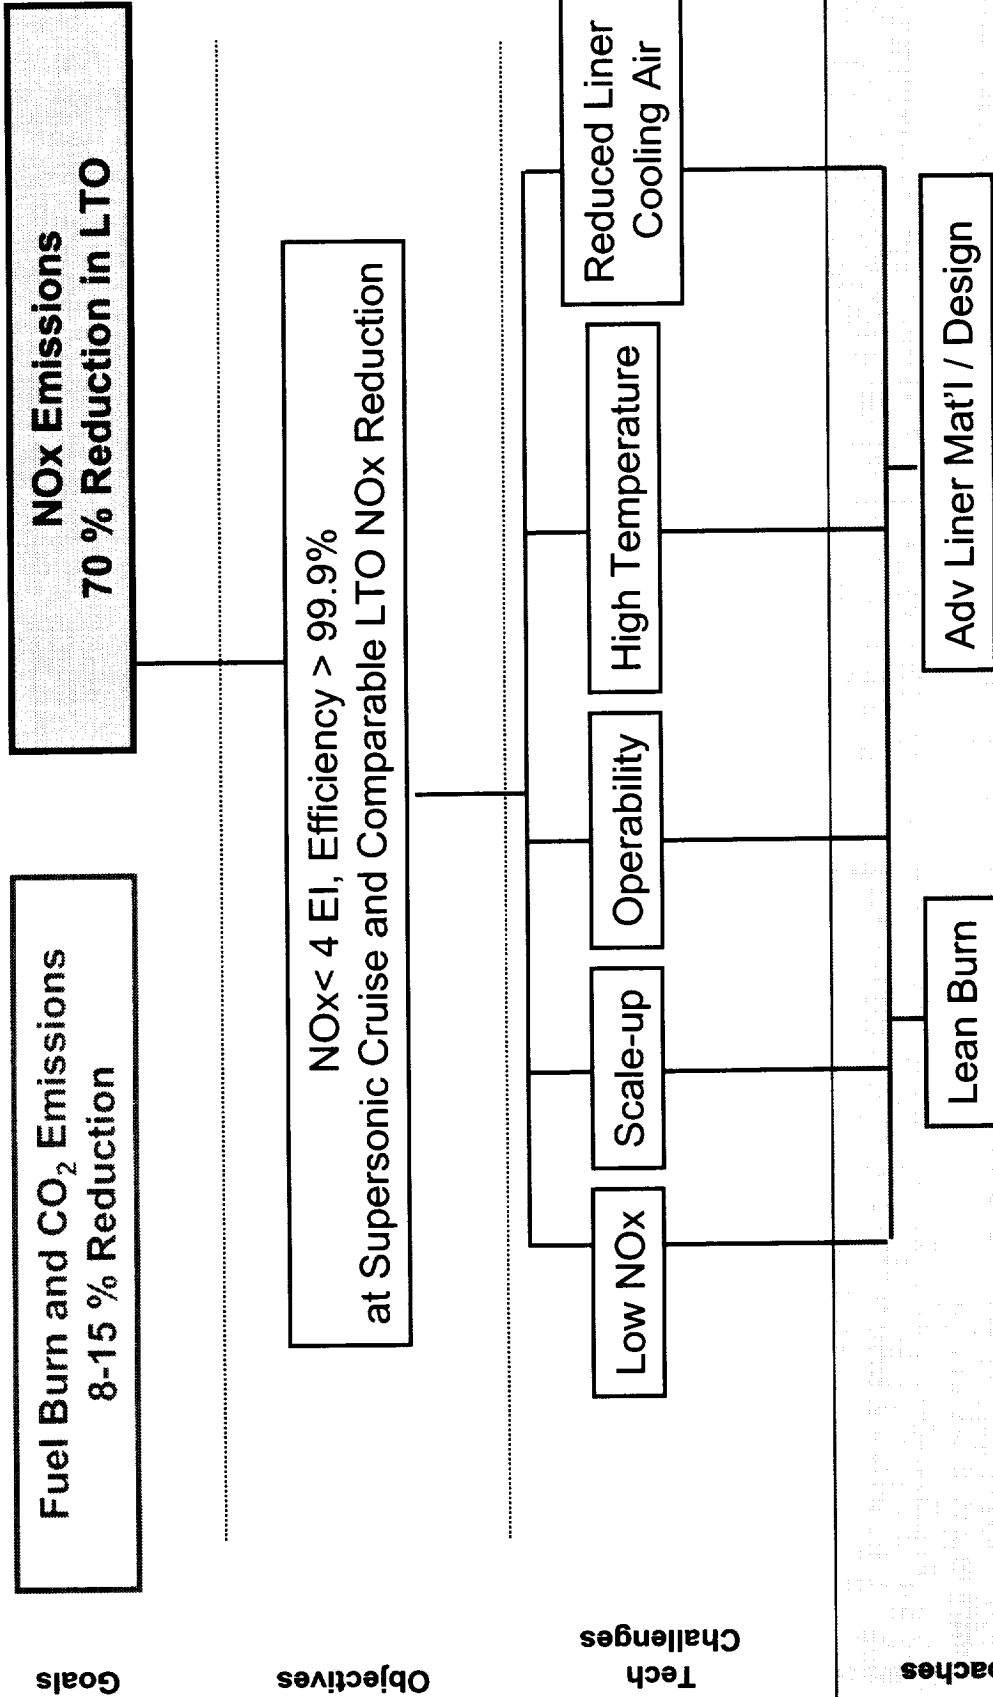 Goals
Fuel Burn and CO₂ Emissions
8-15 % Reduction
NOx Emissions
70 % Reduction in LTO
Objectives
NOx< 4 EI, Efficiency > 99.9%
at Supersonic Cruise and Comparable LTO NOx Reduction
Tech
Challenges
Low NOx
Scale-up
Operability
High Temperature
Reduced Liner
Cooling Air
Lean Burn
Adv Liner Mat'l / Design